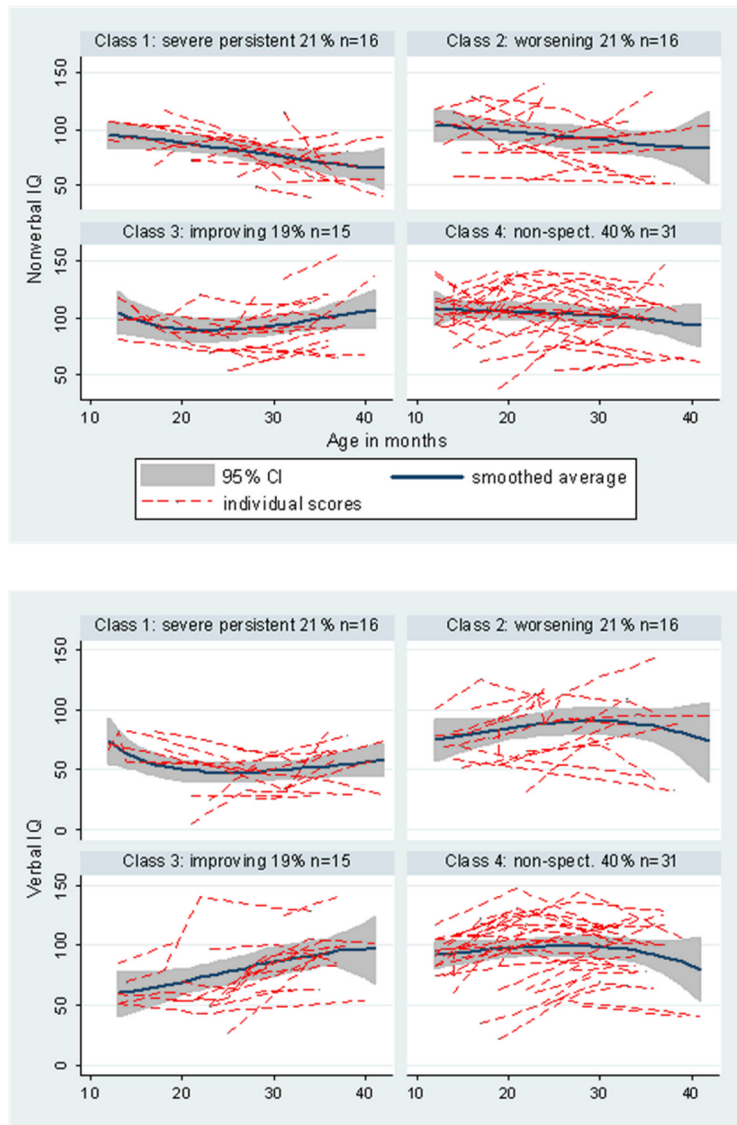 Class 1: severe persistent 21% n=16
Class 2: worsening 21% n=16
150
100
50
Nonverbal IQ
Class 3: improving 19% n=15
Class 4: non-spect. 40% n=31
150
100
50
10 20 30 40 10 20 30 40
Age in months
95% CI
smoothed average
individual scores
Class 1: severe persistent 21% n=16
Class 2: worsening 21% n=16
150
100
50
0
Verbal IQ
Class 3: improving 19% n=15
Class 4: non-spect. 40% n=31
150
100
50
0
10 20 30 40 10 20 30 40